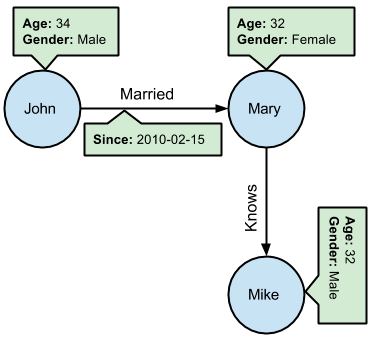 Age: 34
Gender: Male
Age: 32
Gender: Female
John
Married
Mary
Since: 2010-02-15
Knows
Age: 32
Gender: Male
Mike